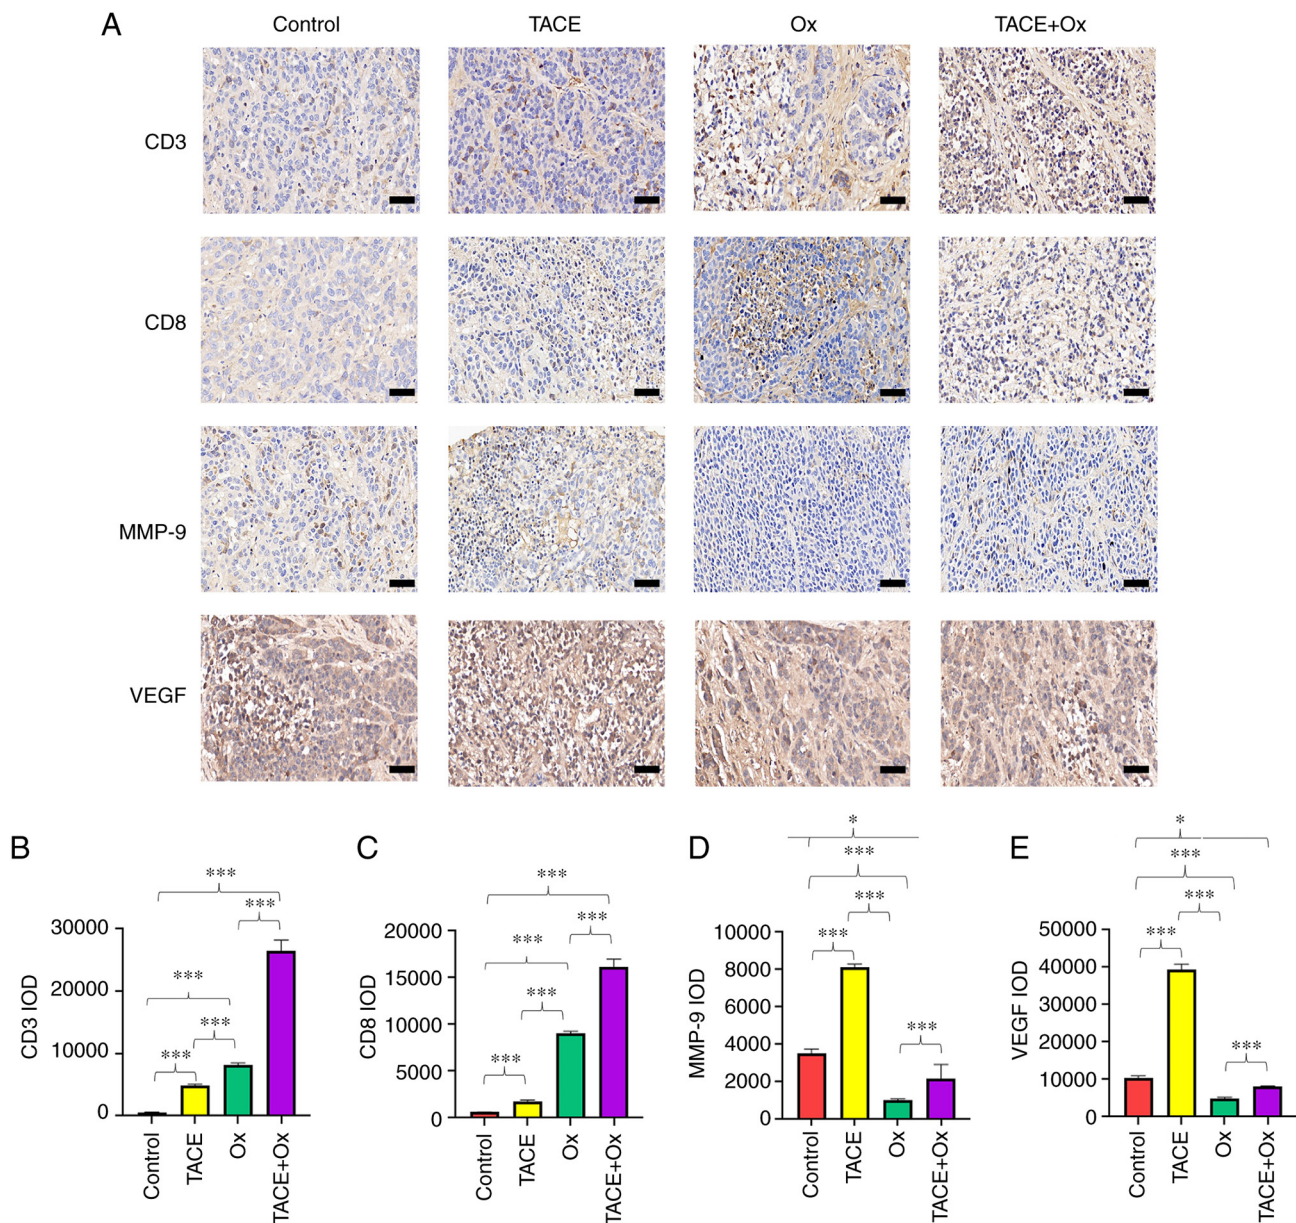 A
Control TACE Ox TACE+Ox
CD3
CD8
MMP-9
VEGF
B
CD3 IOD
30000
20000
10000
0
***
***
***
***
***
Control TACE Ox TACE+Ox
C
CD8 IOD
20000
15000
10000
5000
0
***
***
***
***
***
Control TACE Ox TACE+Ox
D
MMP-9 IOD
10000
8000
6000
4000
2000
0
*
***
***
***
***
Control TACE Ox TACE+Ox
E
VEGF IOD
50000
40000
30000
20000
10000
0
*
***
***
***
***
Control TACE Ox TACE+Ox